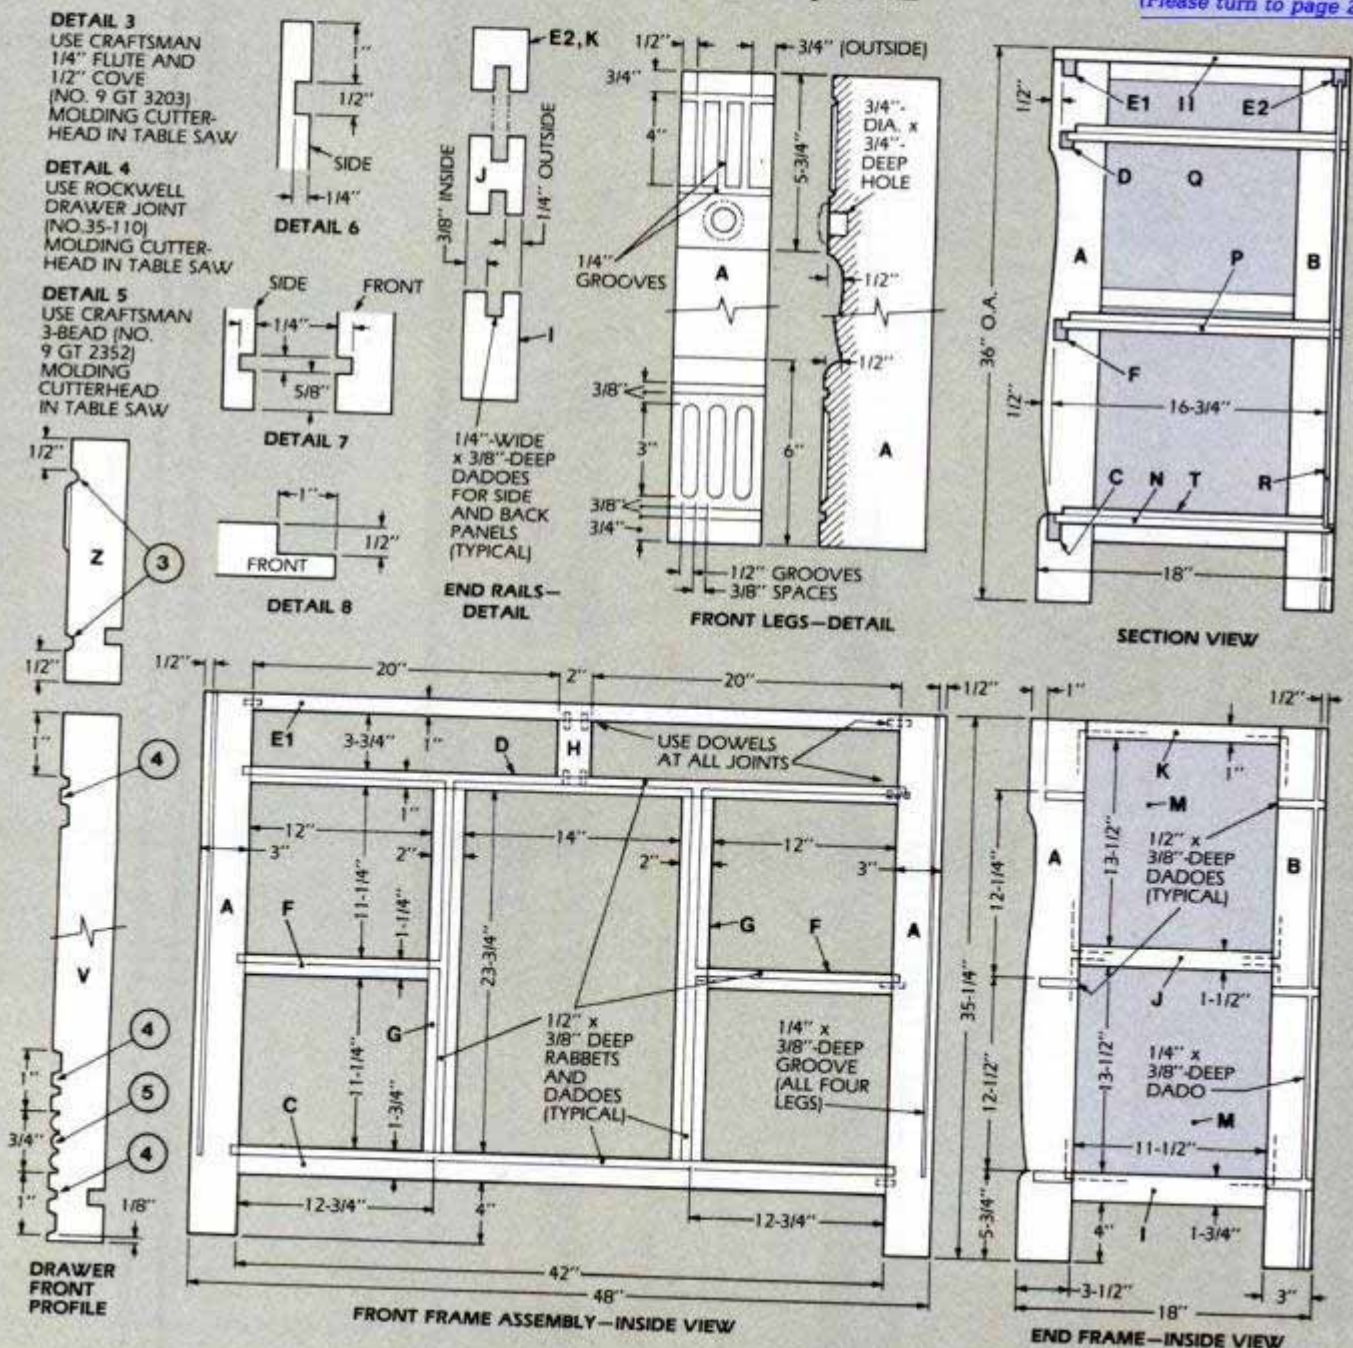 (Please turn to page 2
DETAIL 3
USE CRAFTSMAN
1/4" FLUTE AND
1/2" COVE
(NO. 9 GT 3203)
MOLDING CUTTER-
HEAD IN TABLE SAW
DETAIL 4
USE ROCKWELL
DRAWER JOINT
(NO.35-110)
MOLDING CUTTER-
HEAD IN TABLE SAW
DETAIL 5
USE CRAFTSMAN
3-BEAD (NO.
9 GT 2352)
MOLDING
CUTTERHEAD
IN TABLE SAW
1"
1/2"
SIDE
1/4"
DETAIL 6
SIDE
FRONT
1/4"
5/8"
DETAIL 7
1"
1/2"
FRONT
DETAIL 8
E2, K
J
3/8" INSIDE
1/4" OUTSIDE
I
1/4"-WIDE
x 3/8"-DEEP
DADOES
FOR SIDE
AND BACK
PANELS
(TYPICAL)
END RAILS—
DETAIL
1/2"
3/4" (OUTSIDE)
3/4"
4"
5-3/4"
3/4"-
DIA. x
3/4"-
DEEP
HOLE
1/4"
GROOVES
A
1/2"
1/2"
3/8"
3"
6"
A
3/8"
3/4"
1/2" GROOVES
3/8" SPACES
FRONT LEGS—DETAIL
1/2"
E1
II
E2
D
Q
A
P
B
36" O.A.
F
1/2"
16-3/4"
C
N
T
R
18"
SECTION VIEW
1/2"
Z
3
1/2"
1"
4
V
4
1"
5
3/4"
4
1"
1/8"
DRAWER
FRONT
PROFILE
1/2"
20"
2"
20"
1/2"
E1
3-3/4"
1"
D
H
USE DOWELS
AT ALL JOINTS
1"
12"
14"
12"
3"
2"
2"
3"
A
11-1/4"
F
1-1/4"
23-3/4"
G
F
A
35-1/4"
G
1/2" x
3/8" DEEP
RABBETS
AND
DADOES
(TYPICAL)
1/4" x
3/8"-DEEP
GROOVE
(ALL FOUR
LEGS)
11-1/4"
C
1-3/4"
12-3/4"
4"
12-3/4"
42"
48"
FRONT FRAME ASSEMBLY—INSIDE VIEW
1"
1/2"
K
1"
M
13-1/2"
1/2" x
3/8"-DEEP
DADOES
(TYPICAL)
A
B
12-1/4"
J
1-1/2"
12-1/2"
13-1/2"
1/4" x
3/8"-DEEP
DADO
M
11-1/2"
5-3/4"
4"
I
1-3/4"
3-1/2"
3"
18"
END FRAME—INSIDE VIEW